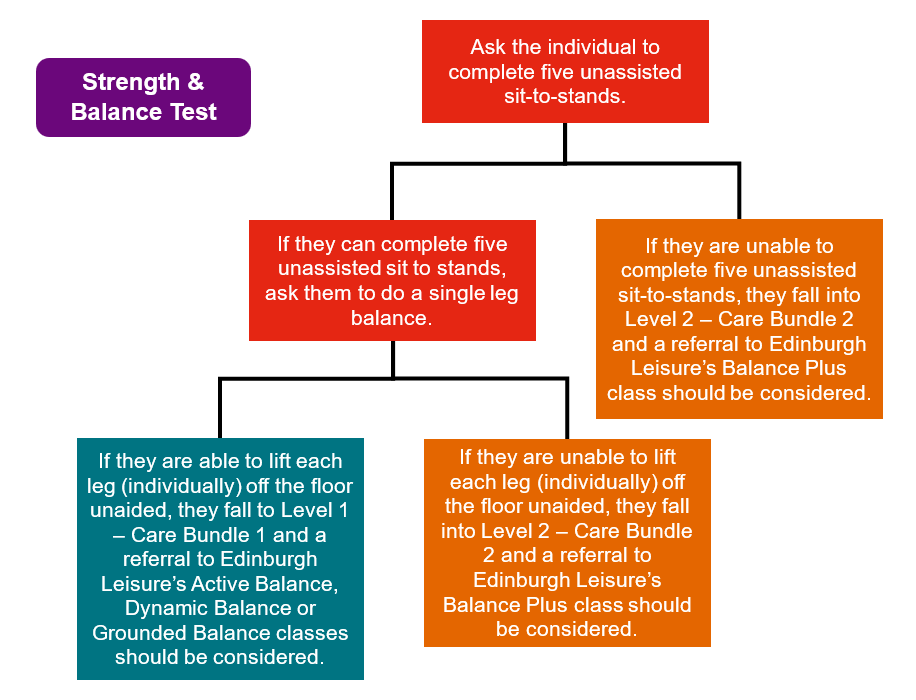 Strength &
Balance Test
Ask the individual to
complete five unassisted
sit-to-stands.
If they can complete five
unassisted sit to stands,
ask them to do a single leg
balance.
If they are unable to
complete five unassisted
sit-to-stands, they fall into
Level 2 – Care Bundle 2
and a referral to Edinburgh
Leisure’s Balance Plus
class should be considered.
If they are able to lift each
leg (individually) off the floor
unaided, they fall to Level 1
– Care Bundle 1 and a
referral to Edinburgh
Leisure’s Active Balance,
Dynamic Balance or
Grounded Balance classes
should be considered.
If they are unable to lift
each leg (individually) off
the floor unaided, they fall
into Level 2 – Care Bundle
2 and a referral to
Edinburgh Leisure’s
Balance Plus class should
be considered.